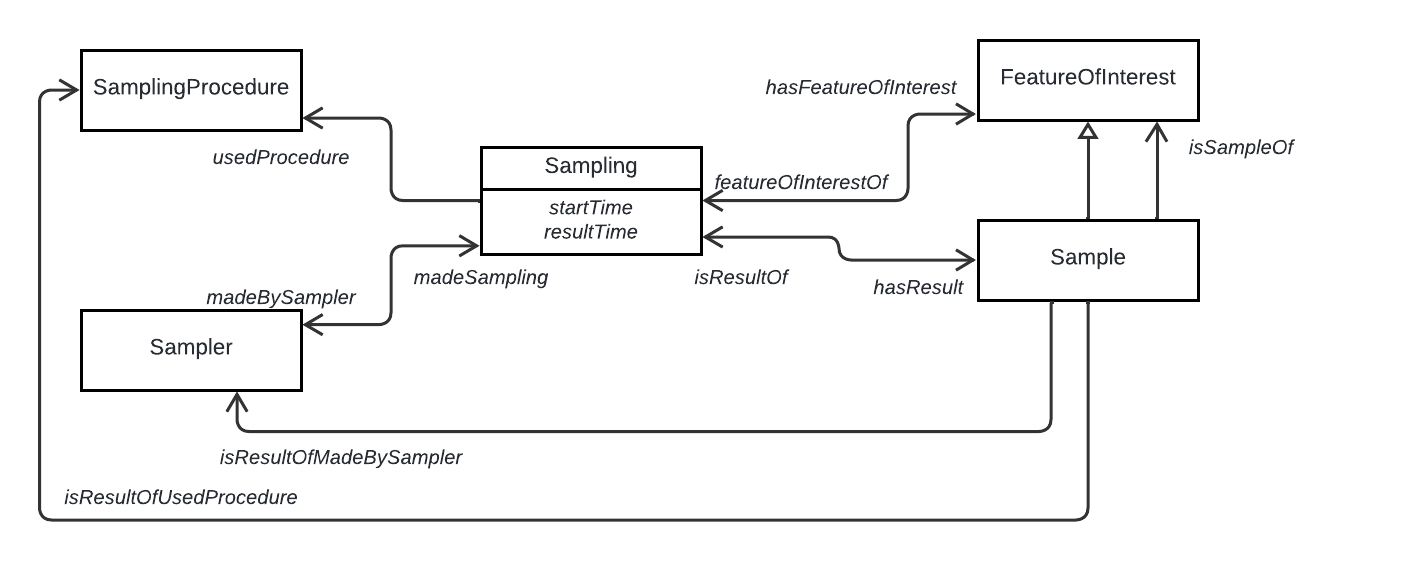 FeatureOfInterest
SamplingProcedure
hasFeatureOfInterest
isSampleOf
usedProcedure
Sampling
featureOfInterestOf
startTime
resultTime
Sample
madeSampling
isResultOf
hasResult
madeBySampler
Sampler
isResultOfMadeBySampler
isResultOfUsedProcedure